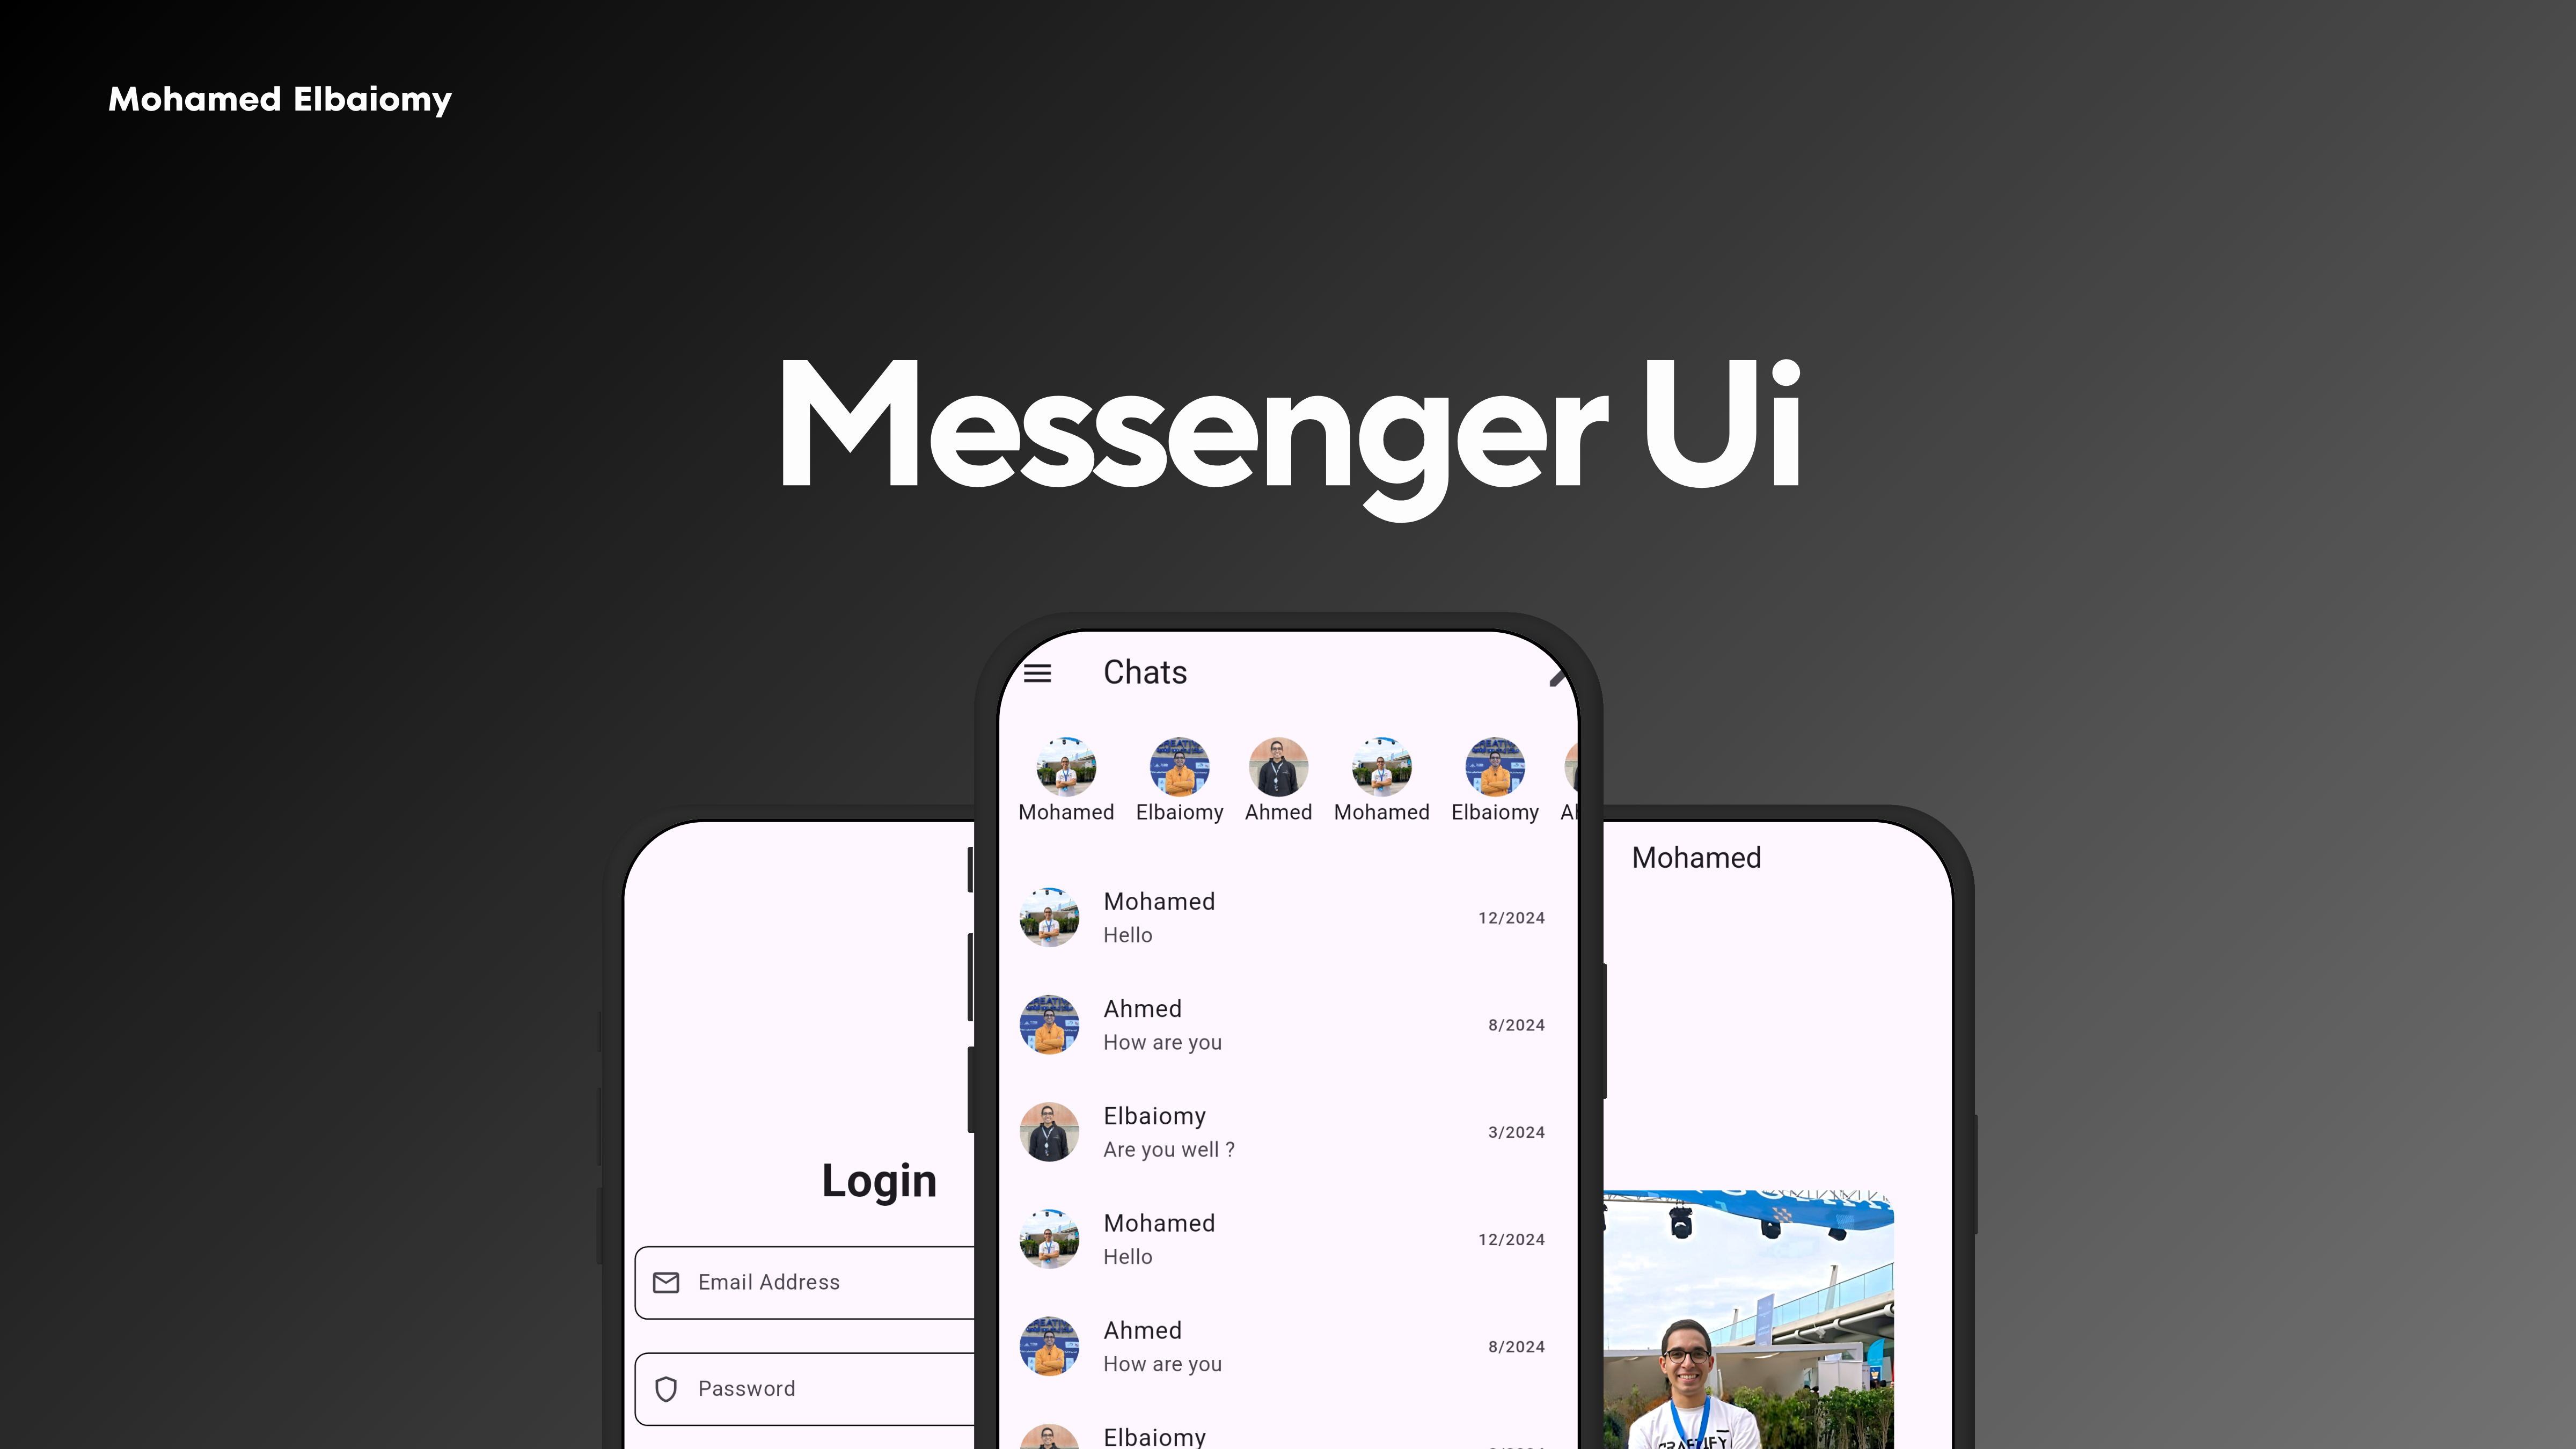 Mohamed Elbaiomy
Messenger Ui
Chats
Mohamed
Elbaiomy
Ahmed
Mohamed
Elbaiomy
Mohamed
Hello
12/2024
Ahmed
How are you
8/2024
Elbaiomy
Are you well ?
3/2024
Mohamed
Hello
12/2024
Ahmed
How are you
8/2024
Elbaiomy
Login
Email Address
Password
Mohamed